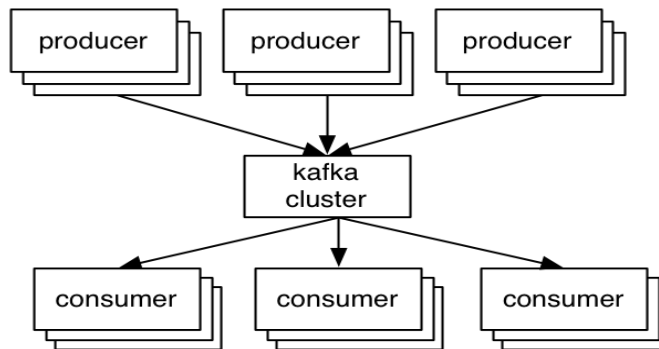 producer
producer
producer
kafka
cluster
consumer
consumer
consumer